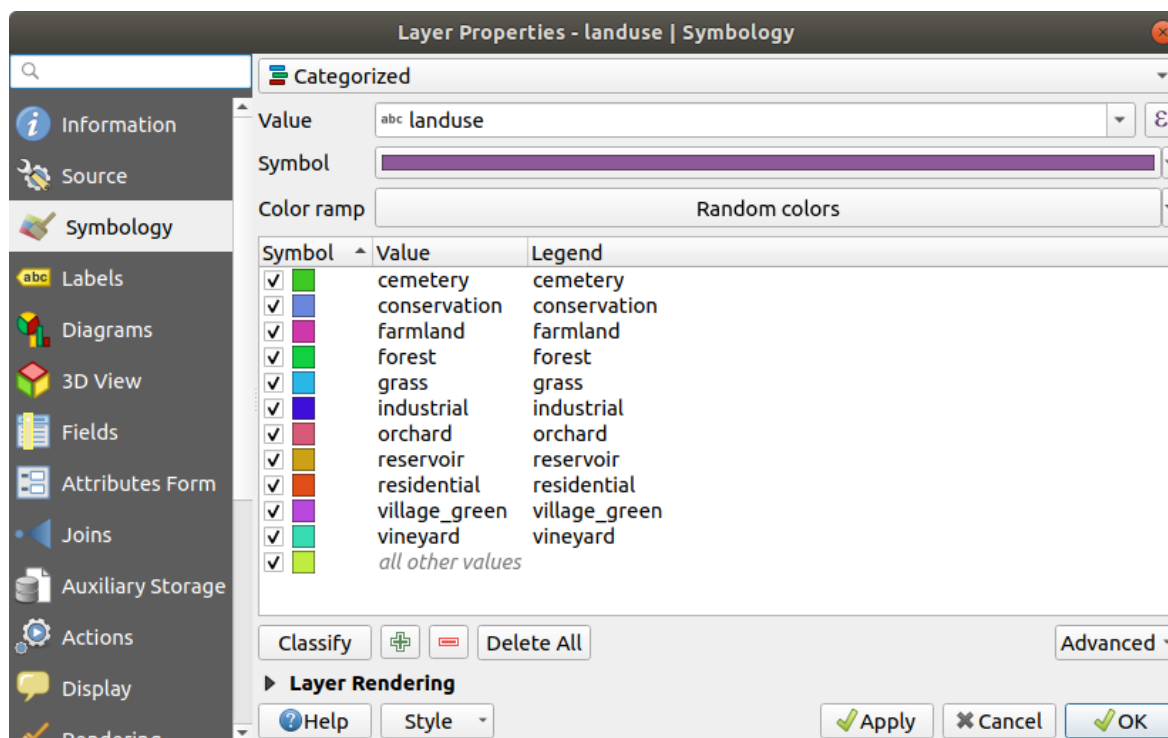 Layer Properties - landuse | Symbology
Categorized
Information
Value
abc landuse
ε
Source
Symbol
Symbology
Color ramp
Random colors
Symbol Value Legend
abc Labels
cemetery cemetery
conservation conservation
Diagrams
farmland farmland
forest forest
3D View
grass grass
industrial industrial
Fields
orchard orchard
reservoir reservoir
Attributes Form
residential residential
village_green village_green
Joins
vineyard vineyard
all other values
Auxiliary Storage
Actions
Classify
Delete All
Advanced
Display
Layer Rendering
Help
Style
Apply
Cancel
OK